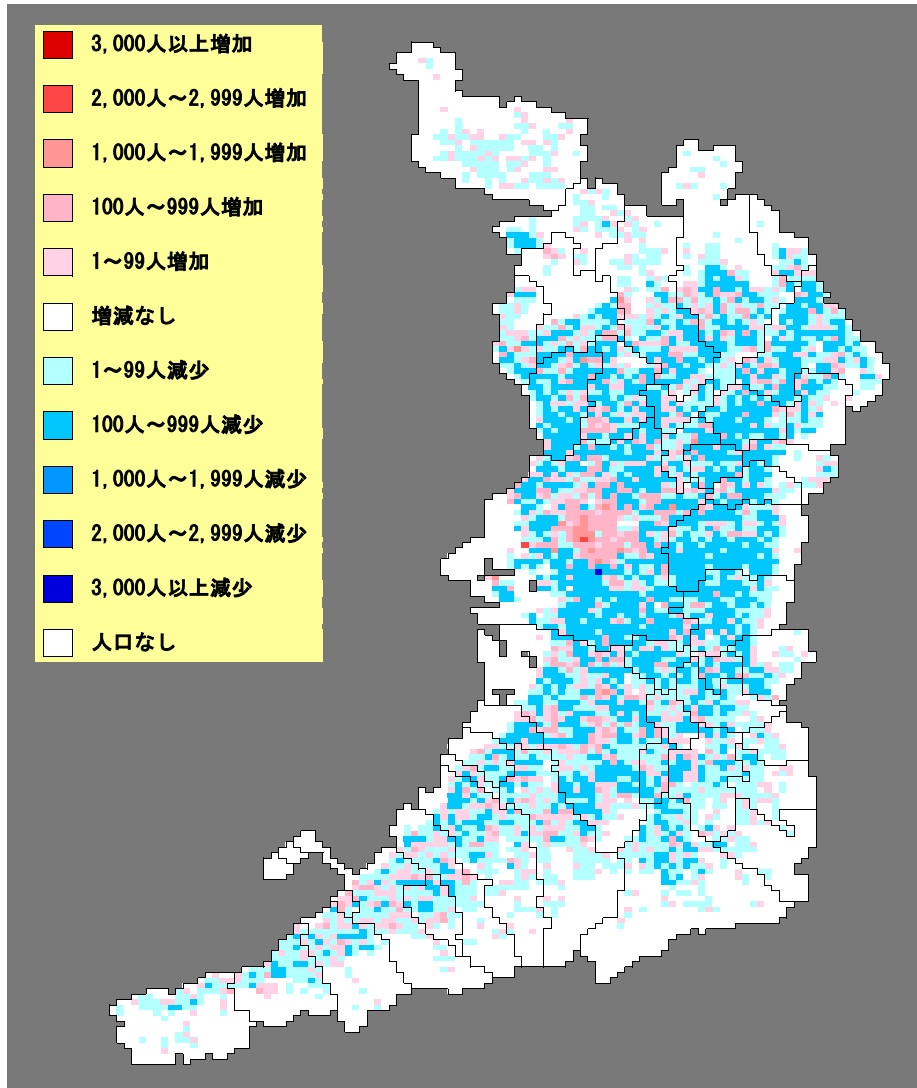 3,000人以上増加
2,000人～2,999人増加
1,000人～1,999人増加
100人～999人増加
1～99人増加
増減なし
1～99人減少
100人～999人減少
1,000人～1,999人減少
2,000人～2,999人減少
3,000人以上減少
人口なし